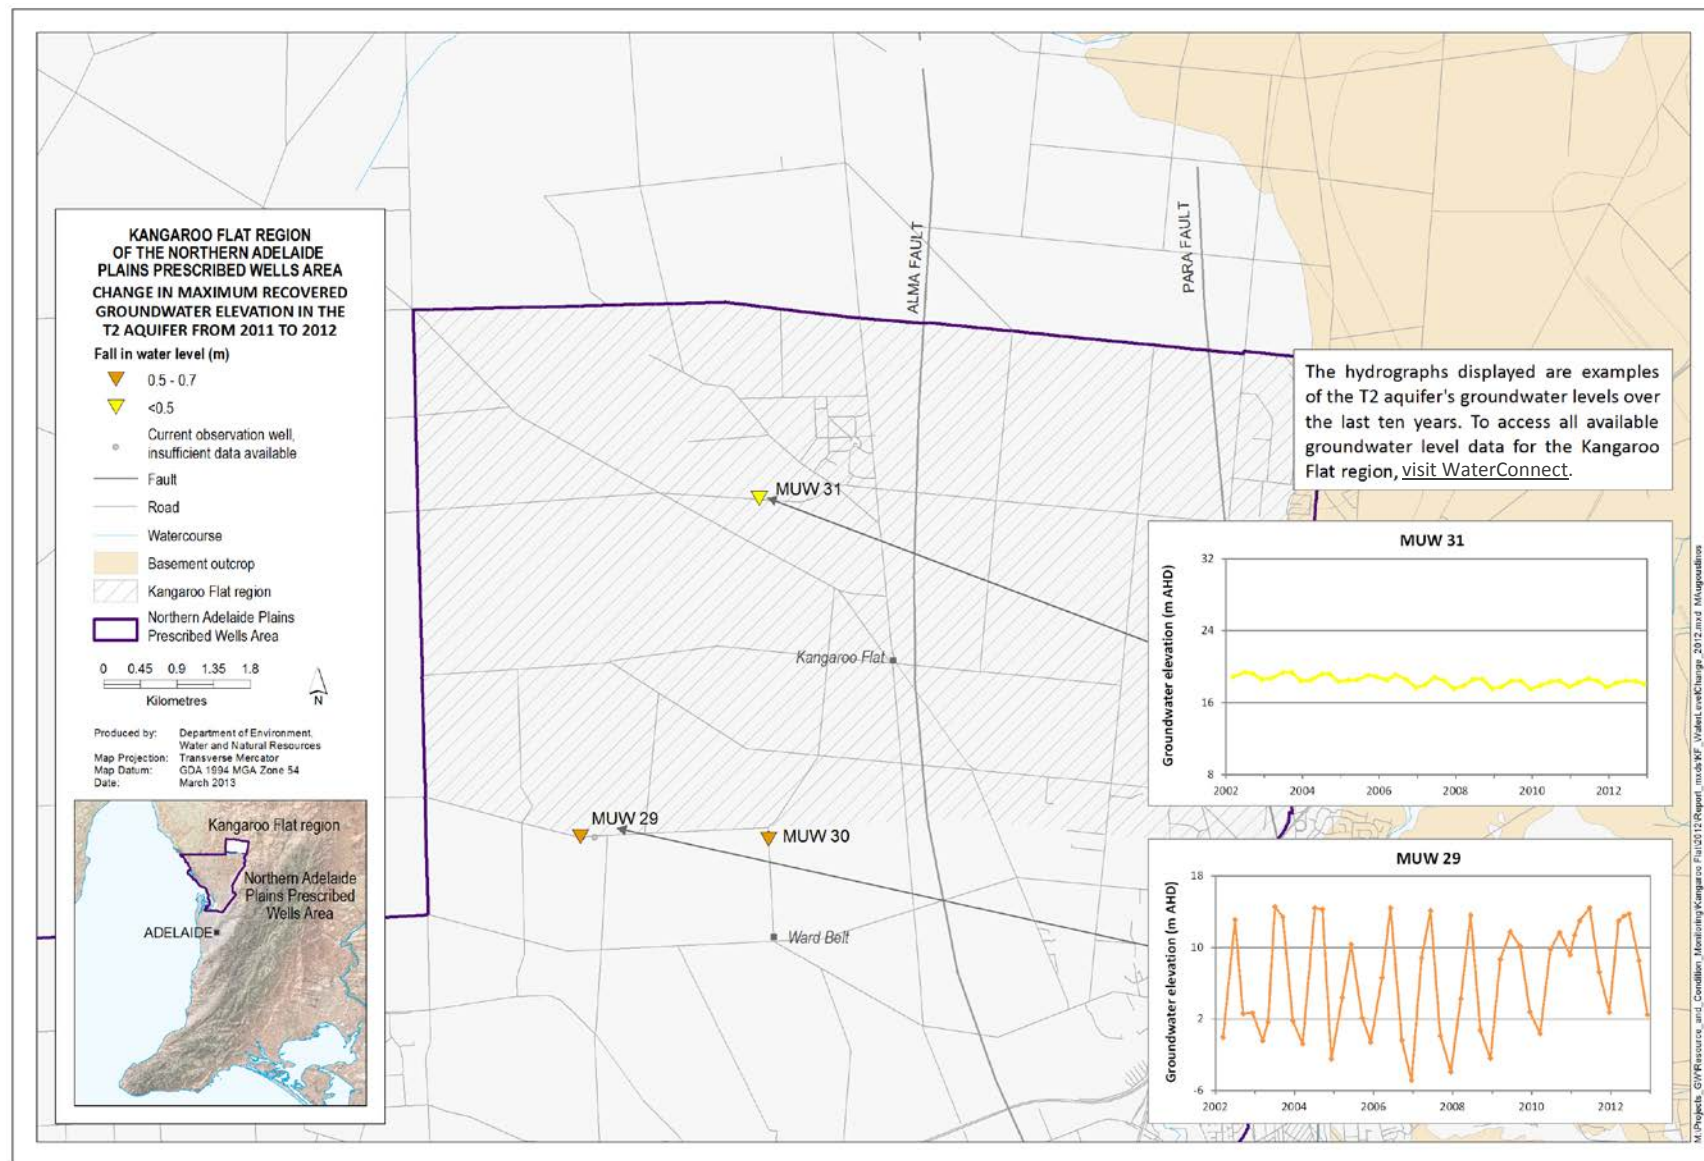 KANGAROO FLAT REGION
OF THE NORTHERN ADELAIDE
PLAINS PRESCRIBED WELLS AREA
CHANGE IN MAXIMUM RECOVERED
GROUNDWATER ELEVATION IN THE
T2 AQUIFER FROM 2011 TO 2012
Fall in water level (m)
0.5 - 0.7
<0.5
Current observation well,
insufficient data available
Fault
Road
Watercourse
Basement outcrop
Kangaroo Flat region
Northern Adelaide Plains
Prescribed Wells Area
0 0.45 0.9 1.35 1.8
Kilometres
N
Produced by: Department of Environment,
Water and Natural Resources
Map Projection: Transverse Mercator
Map Datum: GDA 1994 MGA Zone 54
Date: March 2013
Kangaroo Flat region
Northern Adelaide
Plains Prescribed
Wells Area
ADELAIDE
ALMA FAULT
PARA FAULT
MUW 31
Kangaroo Flat
MUW 29
MUW 30
Ward Belt
The hydrographs displayed are examples
of the T2 aquifer's groundwater levels over
the last ten years. To access all available
groundwater level data for the Kangaroo
Flat region, visit WaterConnect.
MUW 31
Groundwater elevation (m AHD)
32
24
16
8
2002 2004 2006 2008 2010 2012
MUW 29
Groundwater elevation (m AHD)
18
10
2
-6
2002 2004 2006 2008 2010 2012
M:\Projects_GW\Resource_and_Condition_Monitoring\Kangaroo Flat\2012\Report_mxds\KF_WaterLevelChange_2012.mxd MAugoustinos